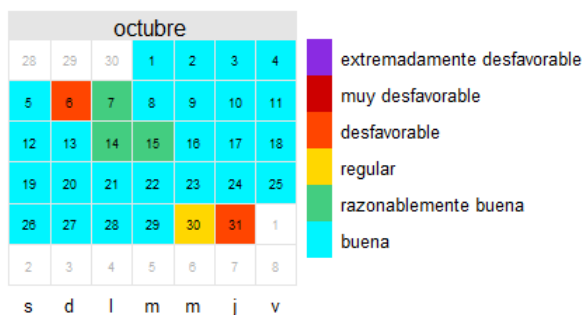 octubre
28 29 30 1 2 3 4
5 6 7 8 9 10 11
12 13 14 15 16 17 18
19 20 21 22 23 24 25
26 27 28 29 30 31 1
2 3 4 5 6 7 8
s d l m m j v
extremadamente desfavorable
muy desfavorable
desfavorable
regular
razonablemente buena
buena